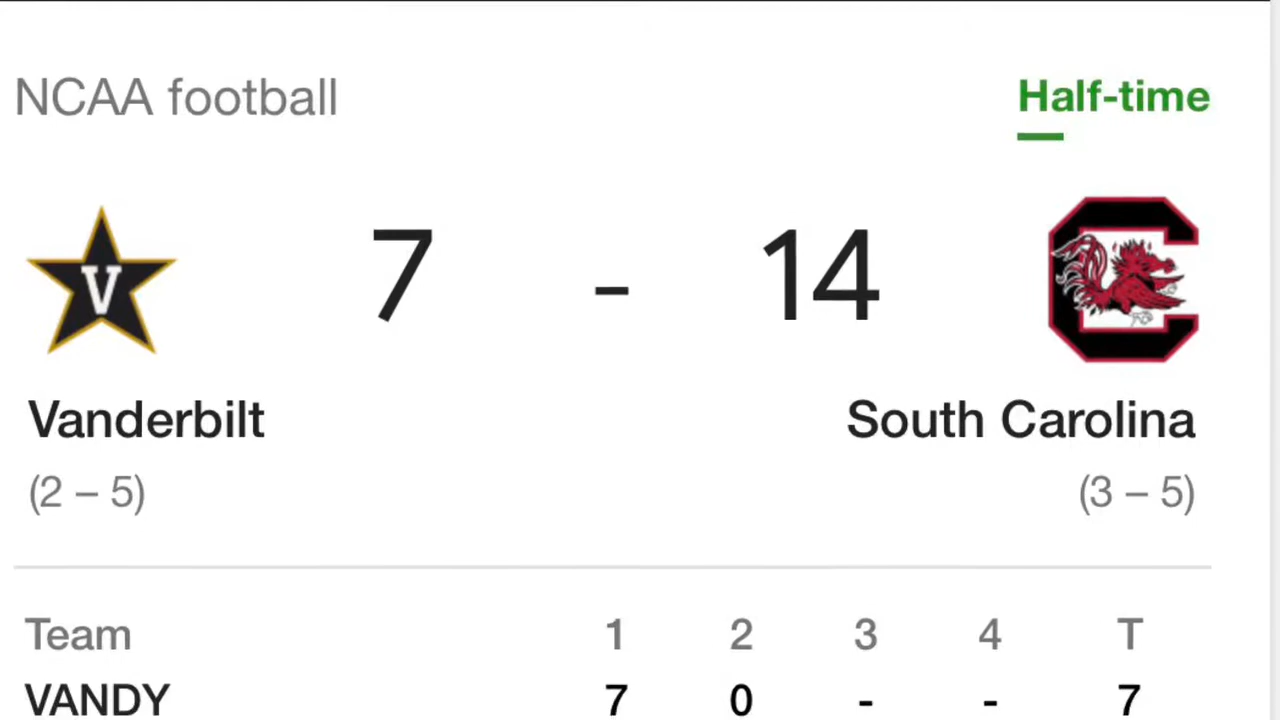 NCAA football Half-time
V 7 - 14 C
Vanderbilt South Carolina
(2 – 5) (3 – 5)
Team 1 2 3 4 T
VANDY 7 0 - - 7